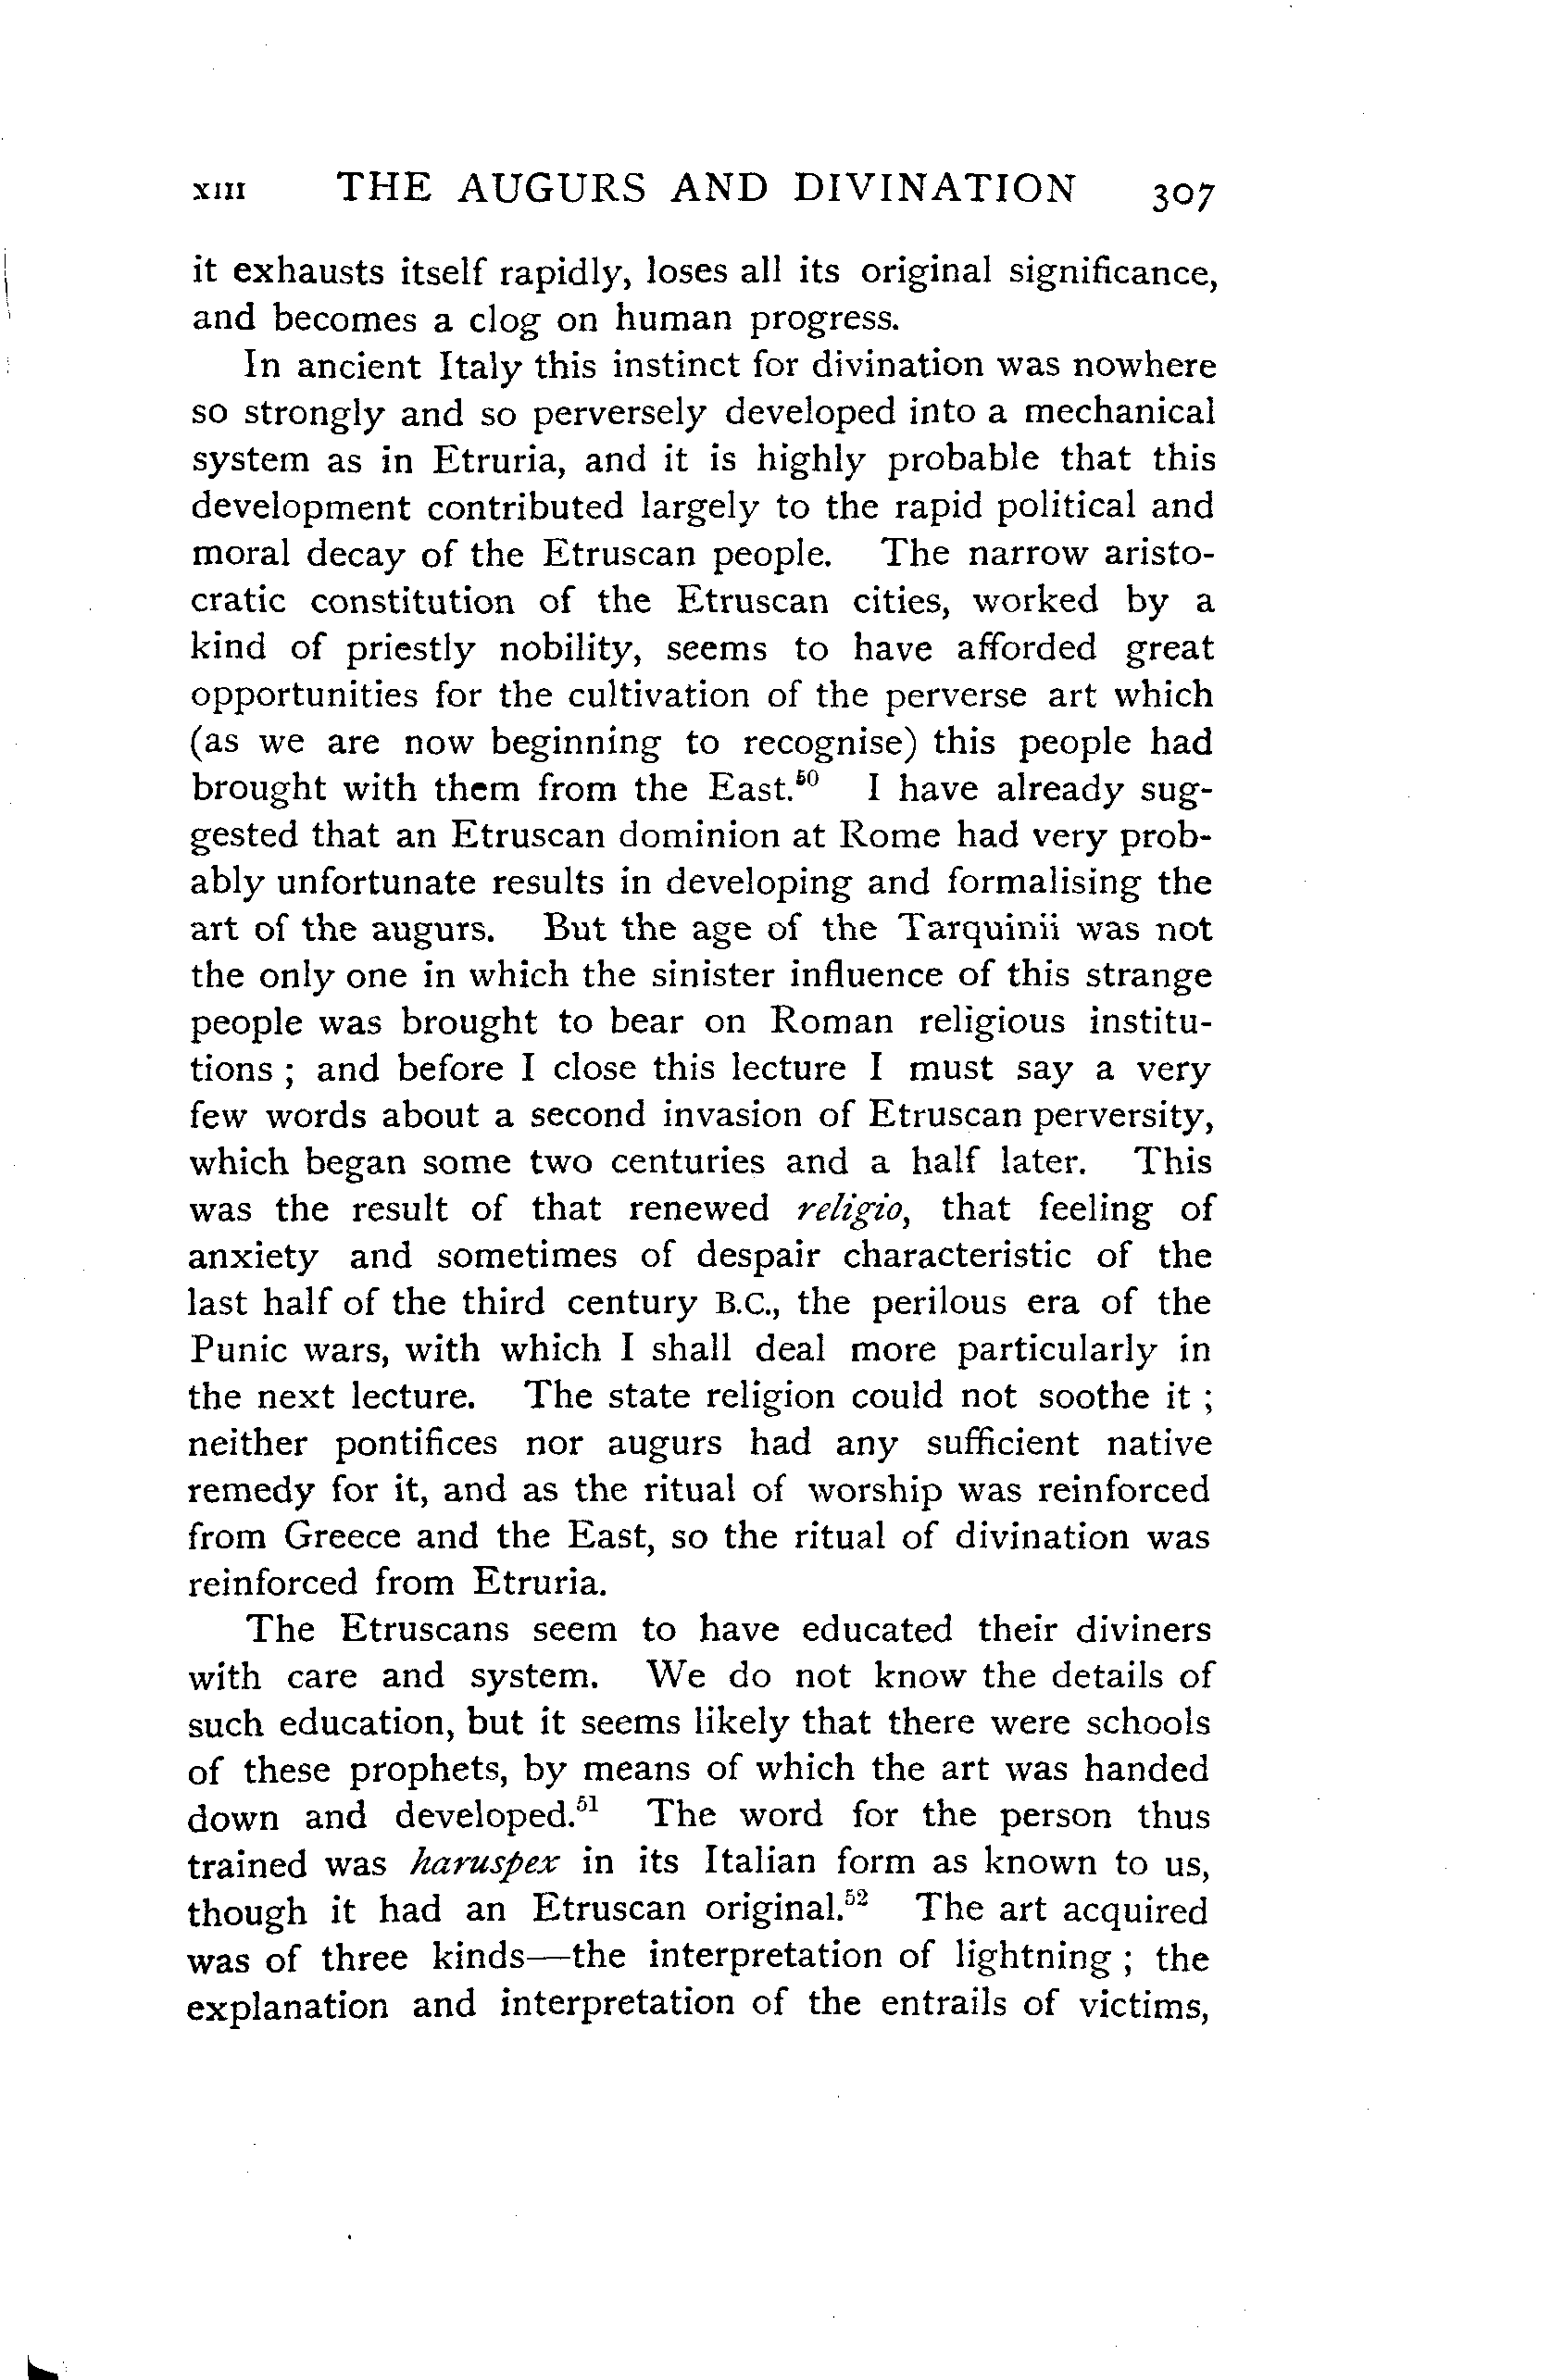 XIII THE AUGURS AND DIVINATION 307
it exhausts itself rapidly, loses all its original significance,
and becomes a clog on human progress.
In ancient Italy this instinct for divination was nowhere
so strongly and so perversely developed into a mechanical
system as in Etruria, and it is highly probable that this
development contributed largely to the rapid political and
moral decay of the Etruscan people. The narrow aristo-
cratic constitution of the Etruscan cities, worked by a
kind of priestly nobility, seems to have afforded great
opportunities for the cultivation of the perverse art which
(as we are now beginning to recognise) this people had
brought with them from the East.⁵⁰ I have already sug-
gested that an Etruscan dominion at Rome had very prob-
ably unfortunate results in developing and formalising the
art of the augurs. But the age of the Tarquinii was not
the only one in which the sinister influence of this strange
people was brought to bear on Roman religious institu-
tions ; and before I close this lecture I must say a very
few words about a second invasion of Etruscan perversity,
which began some two centuries and a half later. This
was the result of that renewed religio, that feeling of
anxiety and sometimes of despair characteristic of the
last half of the third century B.C., the perilous era of the
Punic wars, with which I shall deal more particularly in
the next lecture. The state religion could not soothe it ;
neither pontifices nor augurs had any sufficient native
remedy for it, and as the ritual of worship was reinforced
from Greece and the East, so the ritual of divination was
reinforced from Etruria.
The Etruscans seem to have educated their diviners
with care and system. We do not know the details of
such education, but it seems likely that there were schools
of these prophets, by means of which the art was handed
down and developed.⁵¹ The word for the person thus
trained was haruspex in its Italian form as known to us,
though it had an Etruscan original.⁵² The art acquired
was of three kinds—the interpretation of lightning ; the
explanation and interpretation of the entrails of victims,